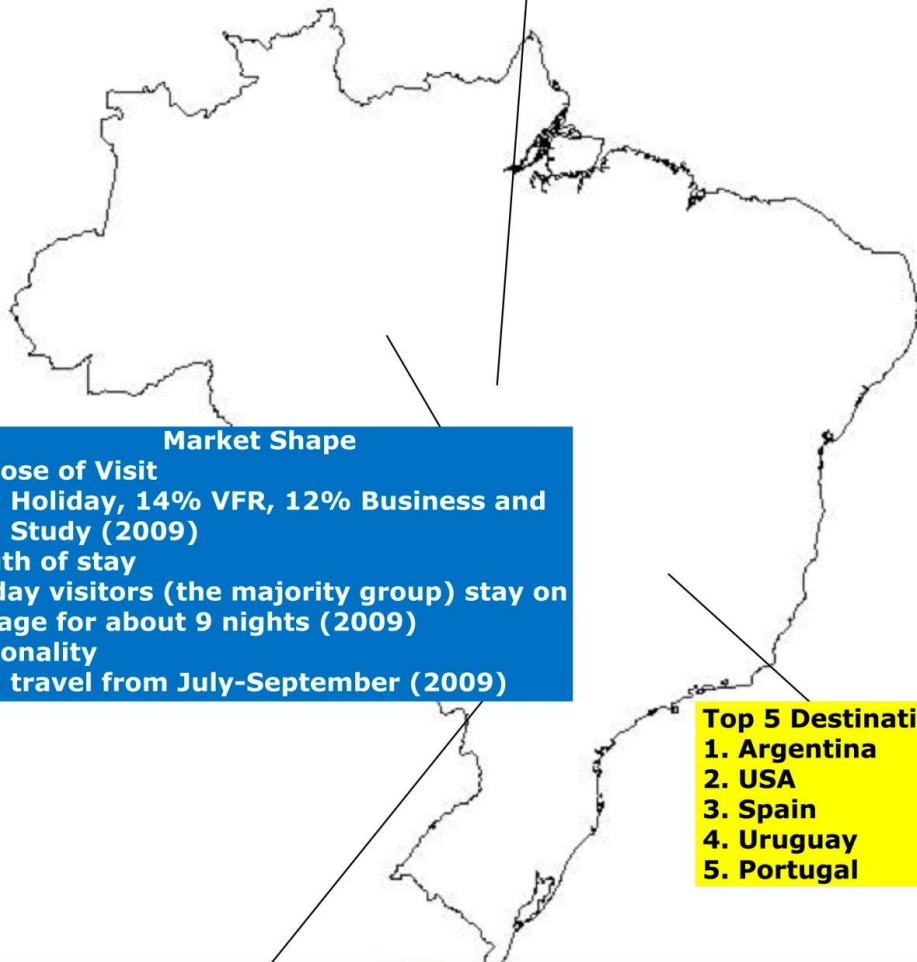 Market Shape
ose of Visit
Holiday, 14% VFR, 12% Business and
Study (2009)
th of stay
day visitors (the majority group) stay on
age for about 9 nights (2009)
onality
travel from July-September (2009)
Top 5 Destinati
1. Argentina
2. USA
3. Spain
4. Uruguay
5. Portugal